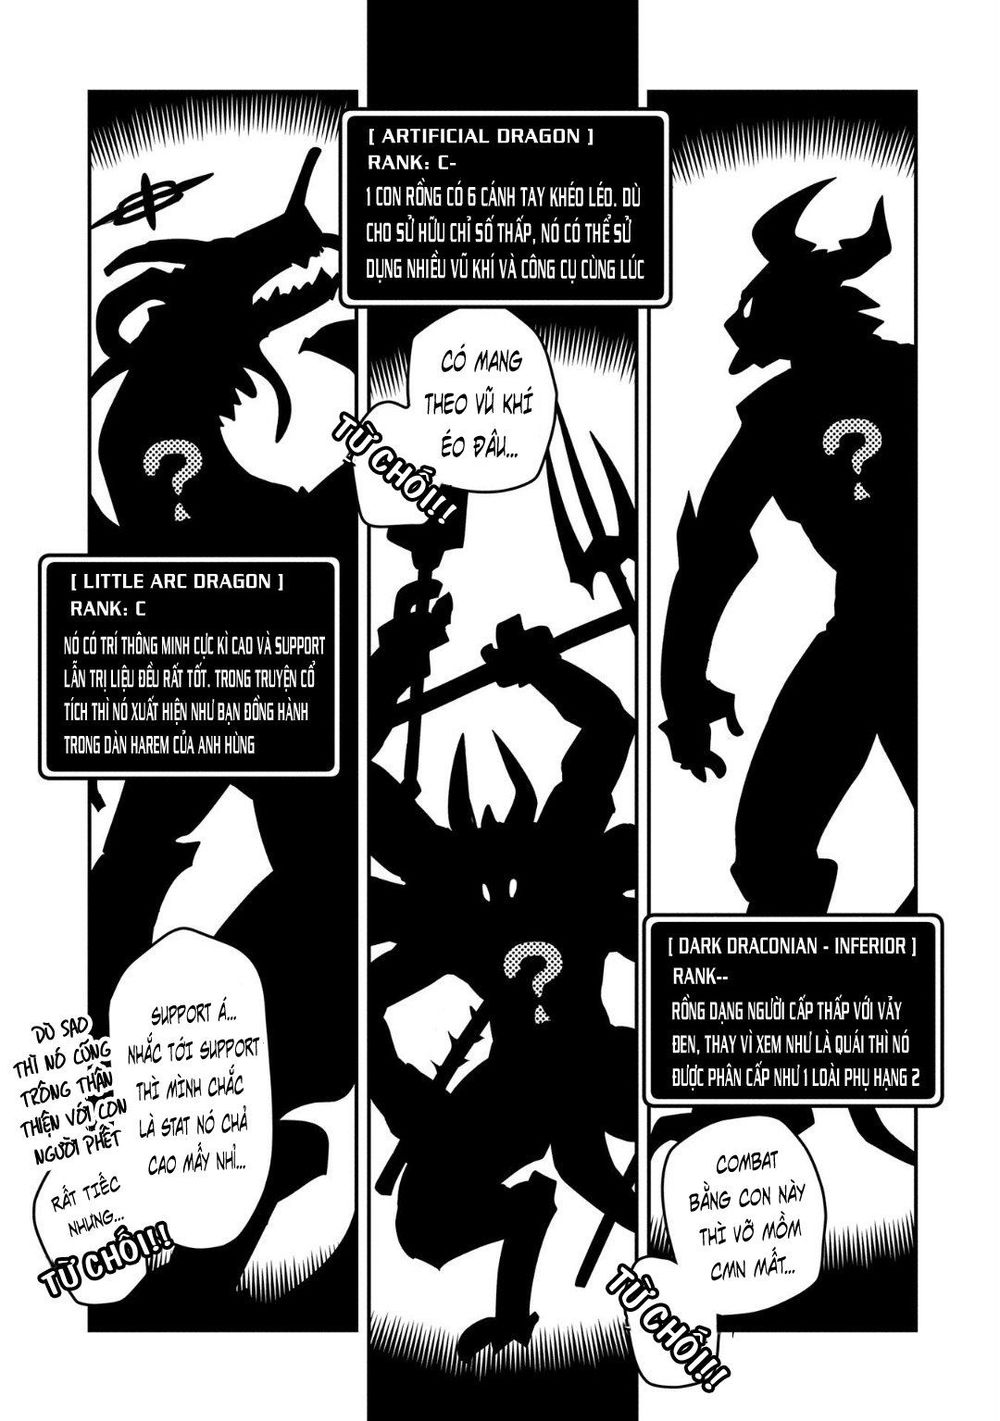 [ ARTIFICIAL DRAGON ]
RANK: C-
1 CON RỒNG CÓ 6 CÁNH TAY KHÉO LÉO. DÙ
CHO SỬ HỮU CHỈ SỐ THẤP, NÓ CÓ THỂ SỬ
DỤNG NHIỀU VŨ KHÍ VÀ CÔNG CỤ CÙNG LÚC
CÓ MANG
THEO VŨ KHÍ
ÉO ĐÂU...
TỪ CHỐI!!
[ LITTLE ARC DRAGON ]
RANK: C
NÓ CÓ TRÍ THÔNG MINH CỰC KÌ CAO VÀ SUPPORT
LẪN TRỊ LIỆU ĐỀU RẤT TỐT. TRONG TRUYỆN CỔ
TÍCH THÌ NÓ XUẤT HIỆN NHƯ BẠN ĐỒNG HÀNH
TRONG DÀN HAREM CỦA ANH HÙNG
[ DARK DRACONIAN - INFERIOR ]
RANK--
RỒNG DẠNG NGƯỜI CẤP THẤP VỚI VẢY
ĐEN, THAY VÌ XEM NHƯ LÀ QUÁI THÌ NÓ
ĐƯỢC PHÂN CẤP NHƯ 1 LOÀI PHỤ HẠNG 2
SUPPORT Á...
NHẮC TỚI SUPPORT
THÌ MÌNH CHẮC
LÀ STAT NÓ CHẢ
CAO MẤY NHỈ...
DÙ SAO
THÌ NÓ CŨNG
TRÔNG THÂN
THIỆN VỚI CON
NGƯỜI PHẾT
RẤT TIẾC
NHƯNG...
TỪ CHỐI!!
COMBAT
BẰNG CON NÀY
THÌ VỠ MỒM
CMN MẤT...
TỪ CHỐI!!